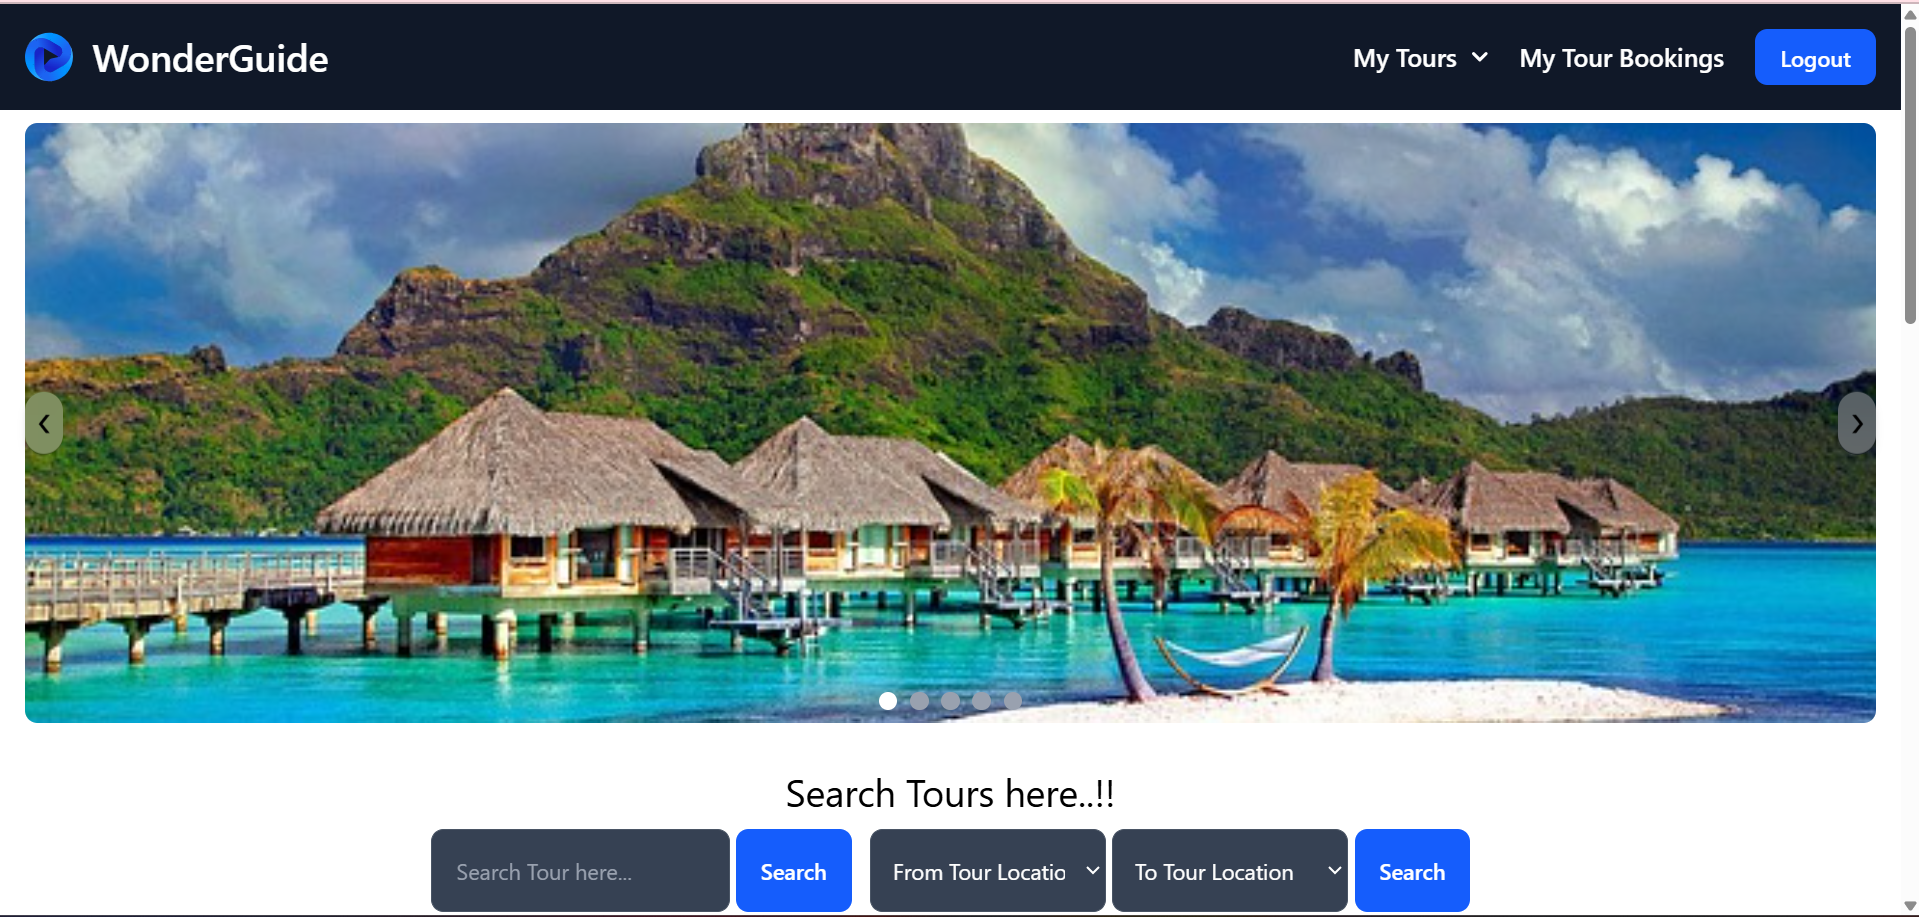 WonderGuide
My Tours
My Tour Bookings
Logout
Search Tours here..!!
Search Tour here...
Search
From Tour Locatio
To Tour Location
Search